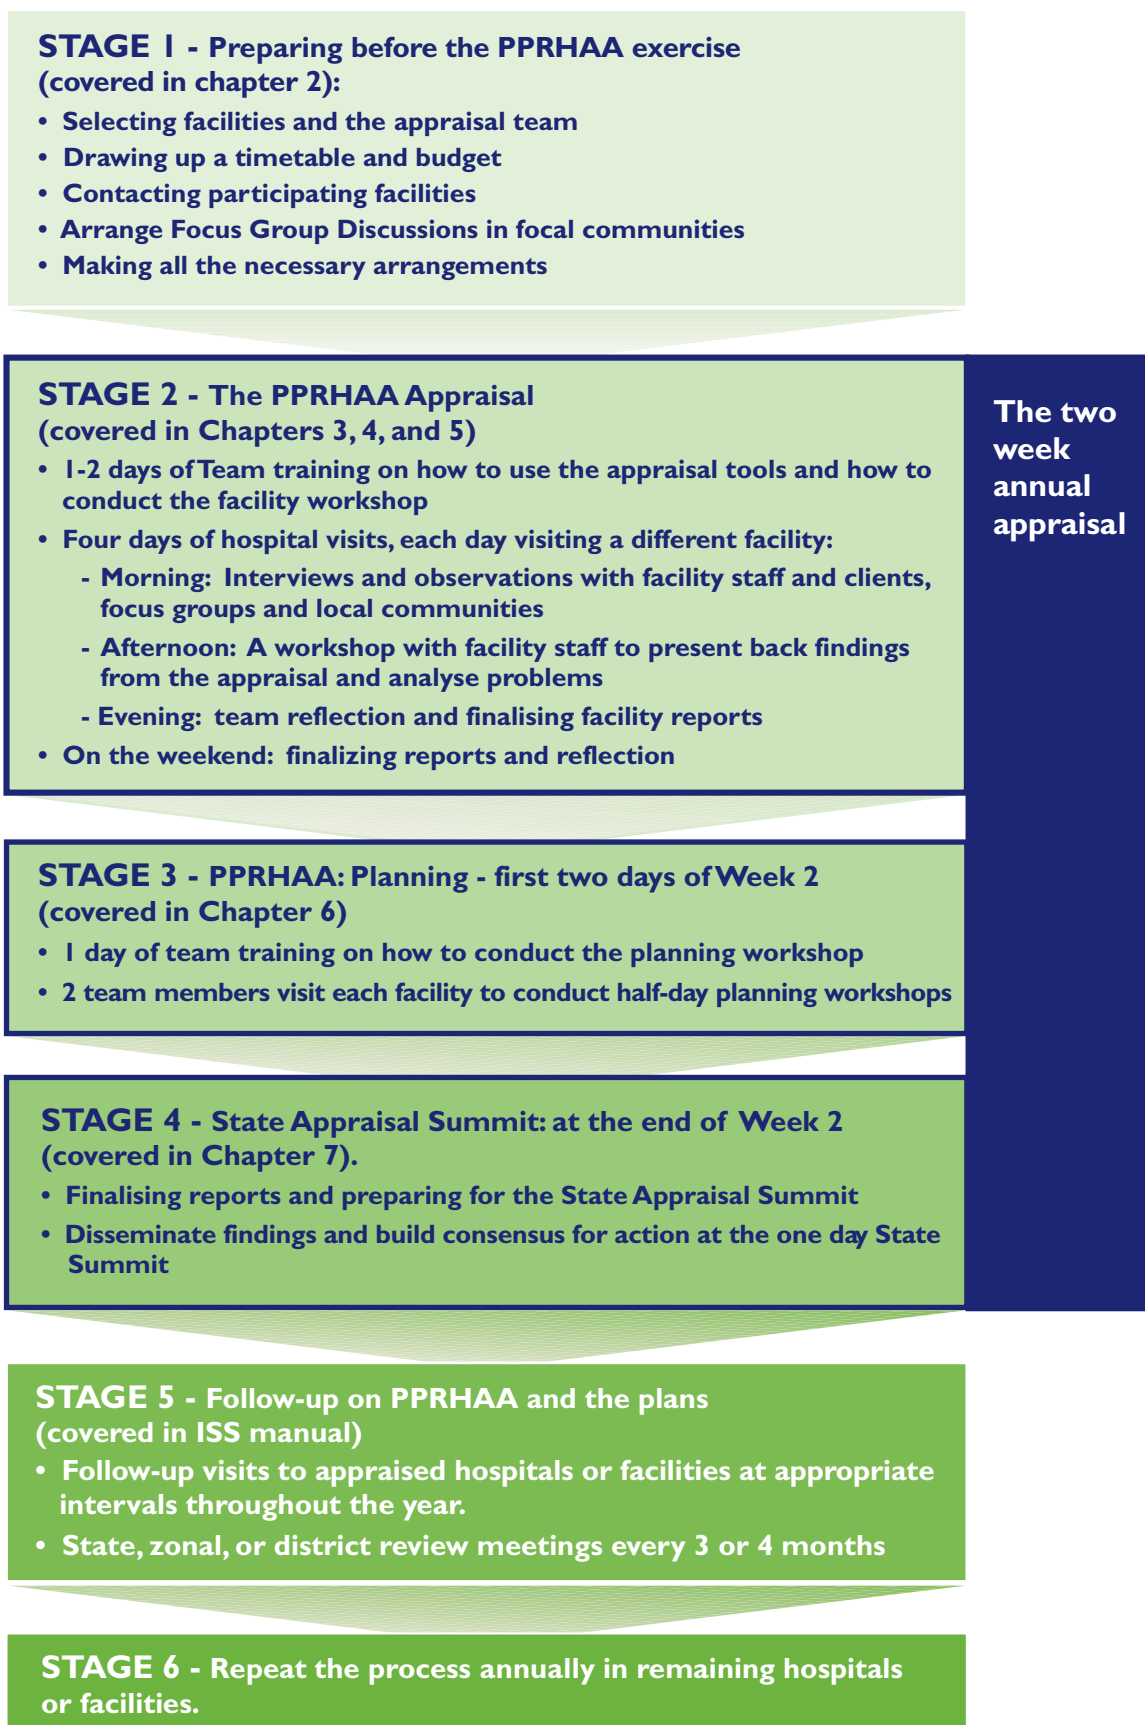 STAGE 1 - Preparing before the PPRHAA exercise
(covered in chapter 2):
• Selecting facilities and the appraisal team
• Drawing up a timetable and budget
• Contacting participating facilities
• Arrange Focus Group Discussions in focal communities
• Making all the necessary arrangements
STAGE 2 - The PPRHAA Appraisal
(covered in Chapters 3, 4, and 5)
• 1-2 days of Team training on how to use the appraisal tools and how to
conduct the facility workshop
• Four days of hospital visits, each day visiting a different facility:
- Morning: Interviews and observations with facility staff and clients,
focus groups and local communities
- Afternoon: A workshop with facility staff to present back findings
from the appraisal and analyse problems
- Evening: team reflection and finalising facility reports
• On the weekend: finalizing reports and reflection
The two
week
annual
appraisal
STAGE 3 - PPRHAA: Planning - first two days of Week 2
(covered in Chapter 6)
• 1 day of team training on how to conduct the planning workshop
• 2 team members visit each facility to conduct half-day planning workshops
STAGE 4 - State Appraisal Summit: at the end of Week 2
(covered in Chapter 7).
• Finalising reports and preparing for the State Appraisal Summit
• Disseminate findings and build consensus for action at the one day State
Summit
STAGE 5 - Follow-up on PPRHAA and the plans
(covered in ISS manual)
• Follow-up visits to appraised hospitals or facilities at appropriate
intervals throughout the year.
• State, zonal, or district review meetings every 3 or 4 months
STAGE 6 - Repeat the process annually in remaining hospitals
or facilities.